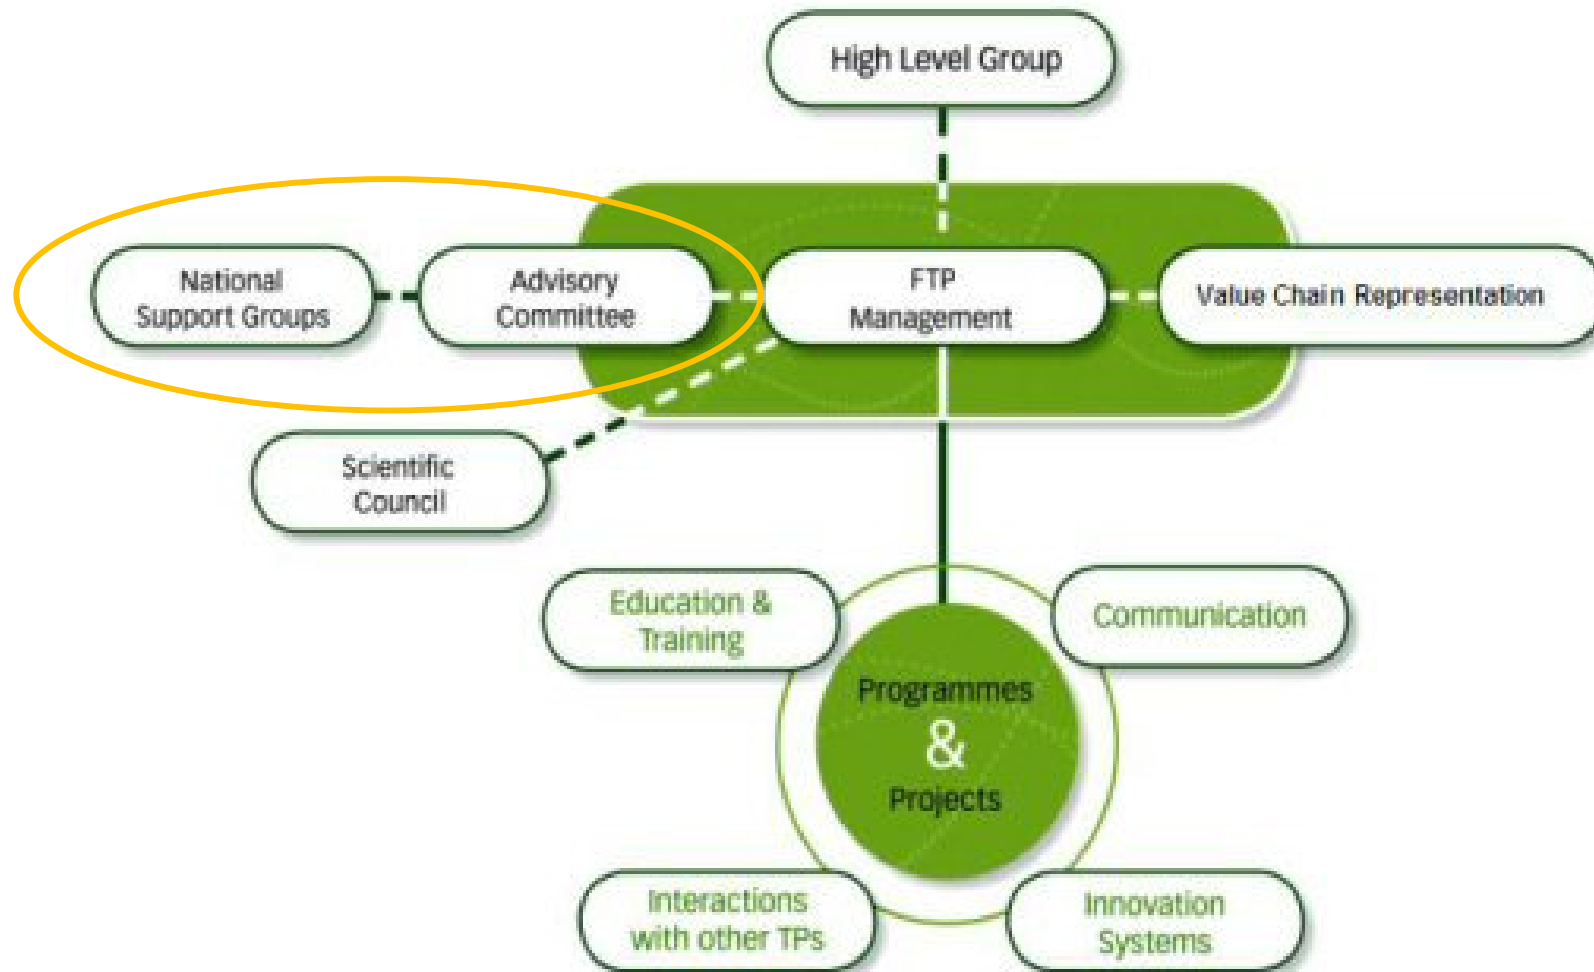 High Level Group
National
Support Groups
Advisory
Committee
FTP
Management
Value Chain Representation
Scientific
Council
Education &
Training
Communication
Programmes
&
Projects
Interactions
with other TPs
Innovation
Systems